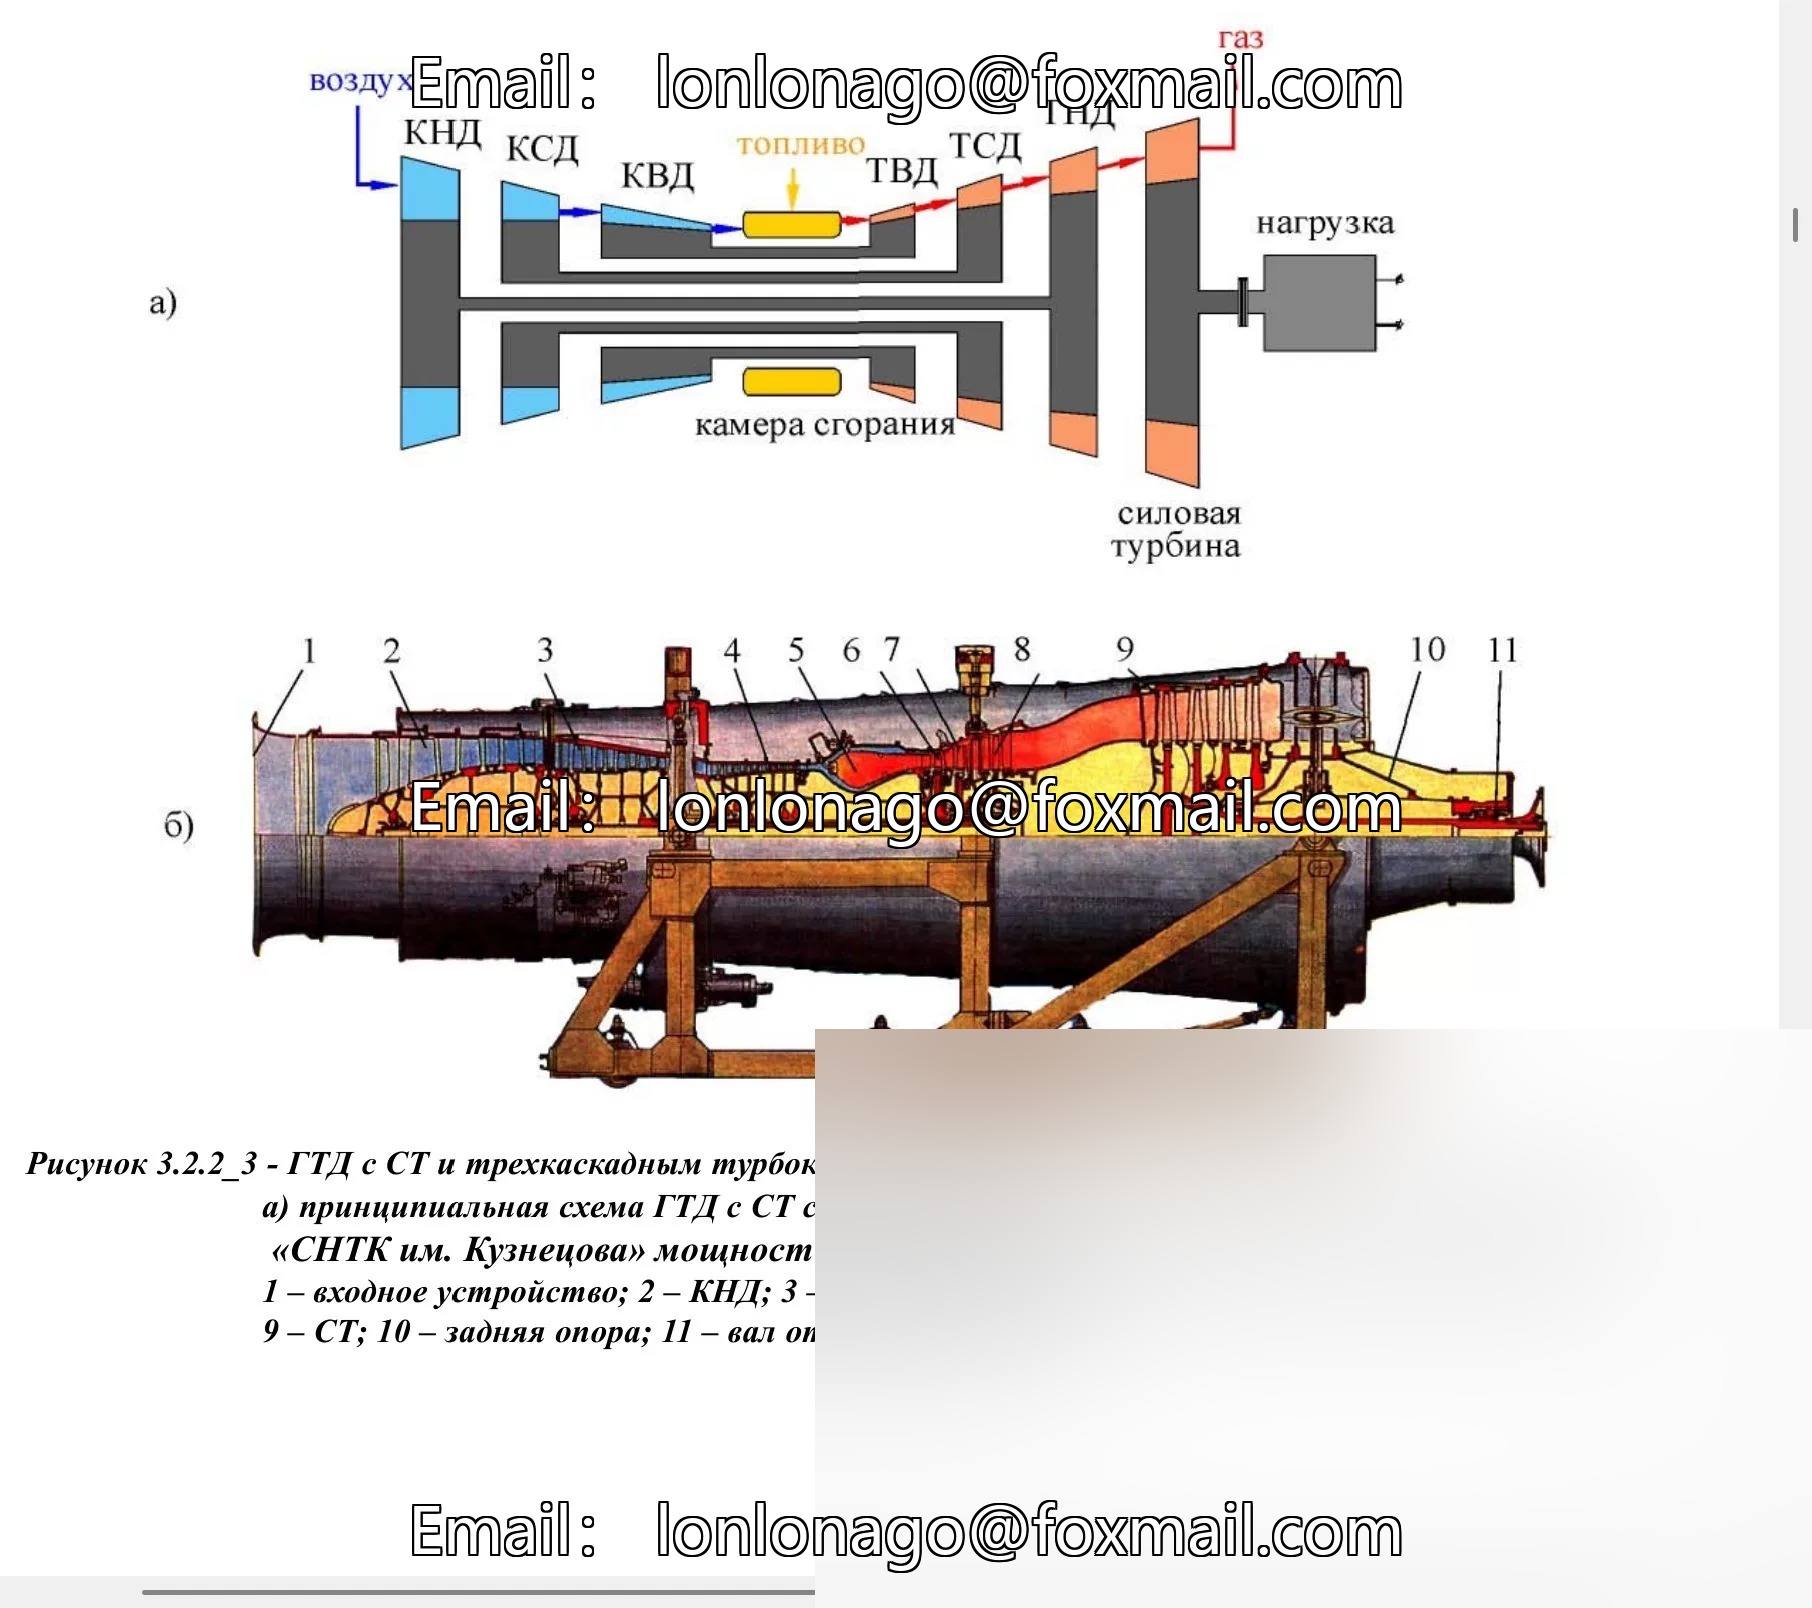 газ
воздух
Email： lonlonago@foxmail.com
КНД
КСД
КВД
топливо
ТВД
ТСД
ТНД
нагрузка
а)
камера сгорания
силовая
турбина
1 2 3 4 5 6 7 8 9 10 11
б)
Email： lonlonago@foxmail.com
Рисунок 3.2.2_3 - ГТД с СТ и трехкаскадным турбок
а) принципиальная схема ГТД с СТ с
«СНТК им. Кузнецова» мощност
1 – входное устройство; 2 – КНД; 3 –
9 – СТ; 10 – задняя опора; 11 – вал от
Email： lonlonago@foxmail.com